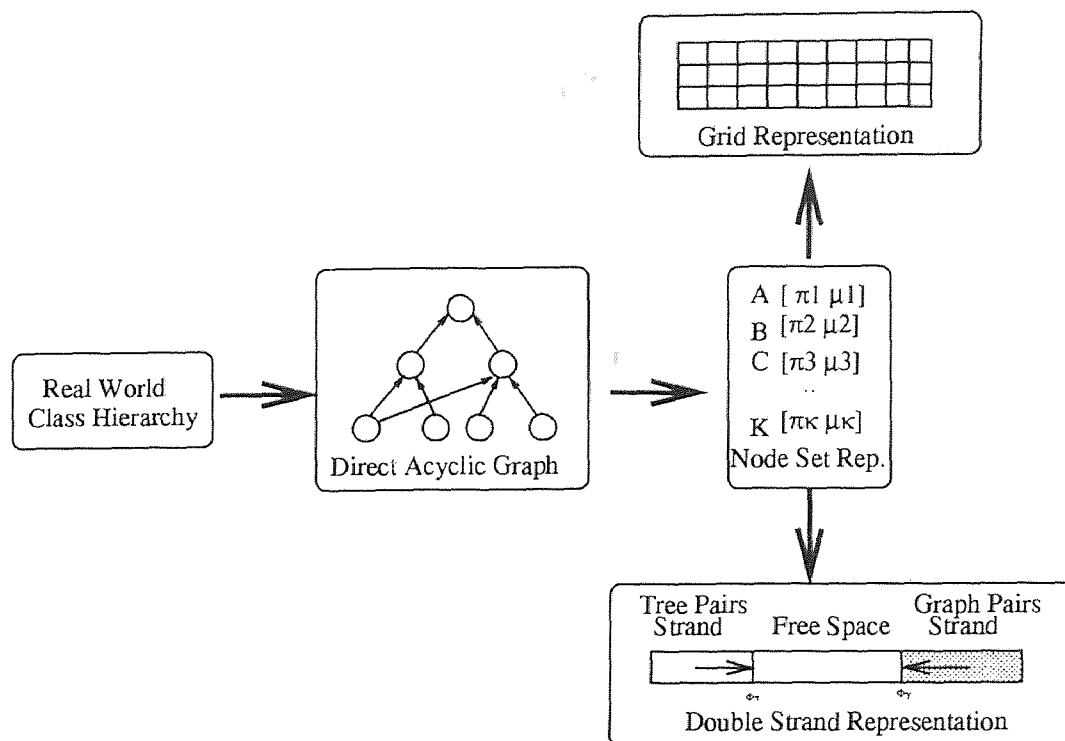 Grid Representation
A [ π1 μ1]
B [π2 μ2]
C [π3 μ3]
..
K [πκ μκ]
Node Set Rep.
Real World
Class Hierarchy
Direct Acyclic Graph
Tree Pairs
Strand
Free Space
Graph Pairs
Strand
Double Strand Representation